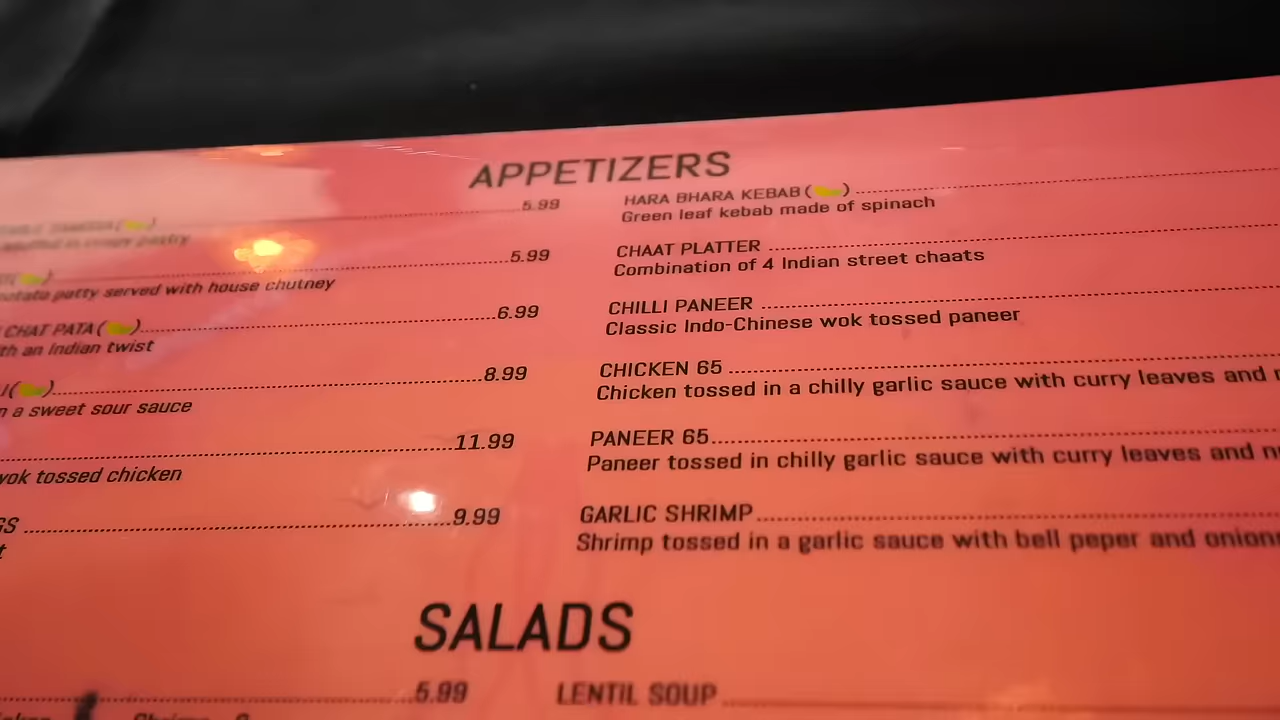 APPETIZERS
5.99
5.99
patty served with house chutney
CHAT PATA ( ) 6.99
an Indian twist
8.99
a sweet sour sauce
11.99
tossed chicken
9.99
HARA BHARA KEBAB ( )
Green leaf kebab made of spinach
CHAAT PLATTER
Combination of 4 Indian street chaats
CHILLI PANEER
Classic Indo-Chinese wok tossed paneer
CHICKEN 65
Chicken tossed in a chilly garlic sauce with curry leaves and
PANEER 65
Paneer tossed in chilly garlic sauce with curry leaves and
GARLIC SHRIMP
Shrimp tossed in a garlic sauce with bell peper and onions
SALADS
5.99
LENTIL SOUP